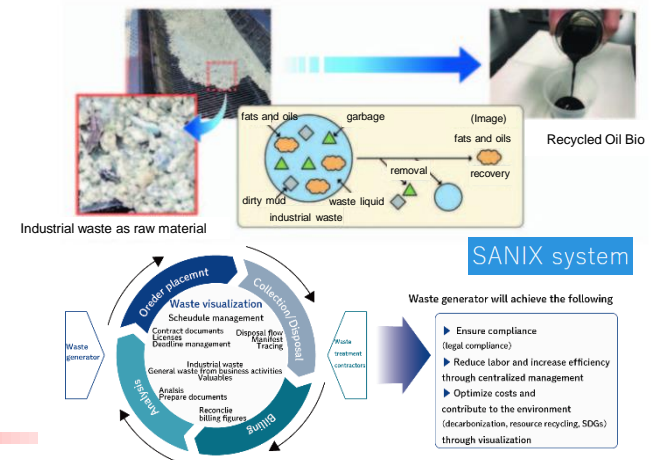 fats and oils
garbage
(Image)
fats and oils
removal
recovery
dirty mud
waste liquid
industrial waste
Recycled Oil Bio
Industrial waste as raw material
SANIX system
Oreder placemnt
Collection/Disposal
Billing
Analysis
Waste visualization
Scheedule management
Contract documents
Licenses
Deadline management
Disposal flow
Manifest
Tracing
Industrial waste
General waste from business activities
Valuables
Analsis
Prepare documents
Reconclie
billing figures
Waste
generator
Waste
treatment
contractors
Waste generator will achieve the following
▶ Ensure compliance
(legal compliance)
▶ Reduce labor and increase efficiency
through centralized management
▶ Optimize costs and
contribute to the environment
(decarbonization, resource recycling, SDGs)
through visualization